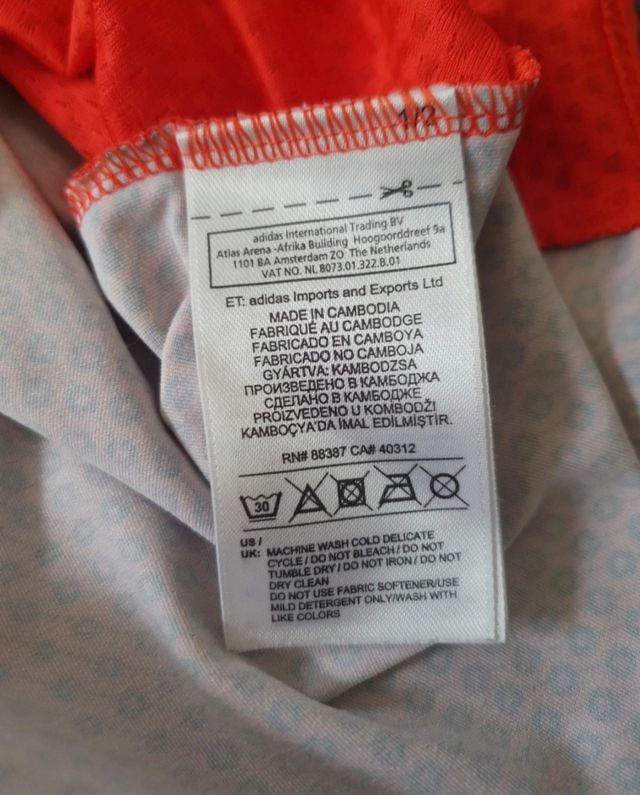 1/2
adidas International Trading BV
Atlas Arena -Afrika Building Hoogoorddreef 9a
1101 BA Amsterdam ZO The Netherlands
VAT NO. NL 8073.01.322.B.01
ET: adidas Imports and Exports Ltd
MADE IN CAMBODIA
FABRIQUÉ AU CAMBODGE
FABRICADO EN CAMBOYA
FABRICADO NO CAMBOJA
GYÁRTVA: KAMBODZSA
ПРОИЗВЕДЕНО В КАМБОДЖА
СДЕЛАНО В КАМБОДЖЕ
PROIZVEDENO U KOMBODŽI
KAMBOÇYA'DA İMAL EDİLMİŞTİR.
RN# 88387 CA# 40312
30
US /
UK: MACHINE WASH COLD DELICATE
CYCLE / DO NOT BLEACH / DO NOT
TUMBLE DRY / DO NOT IRON / DO NOT
DRY CLEAN
DO NOT USE FABRIC SOFTENER/USE
MILD DETERGENT ONLY/WASH WITH
LIKE COLORS